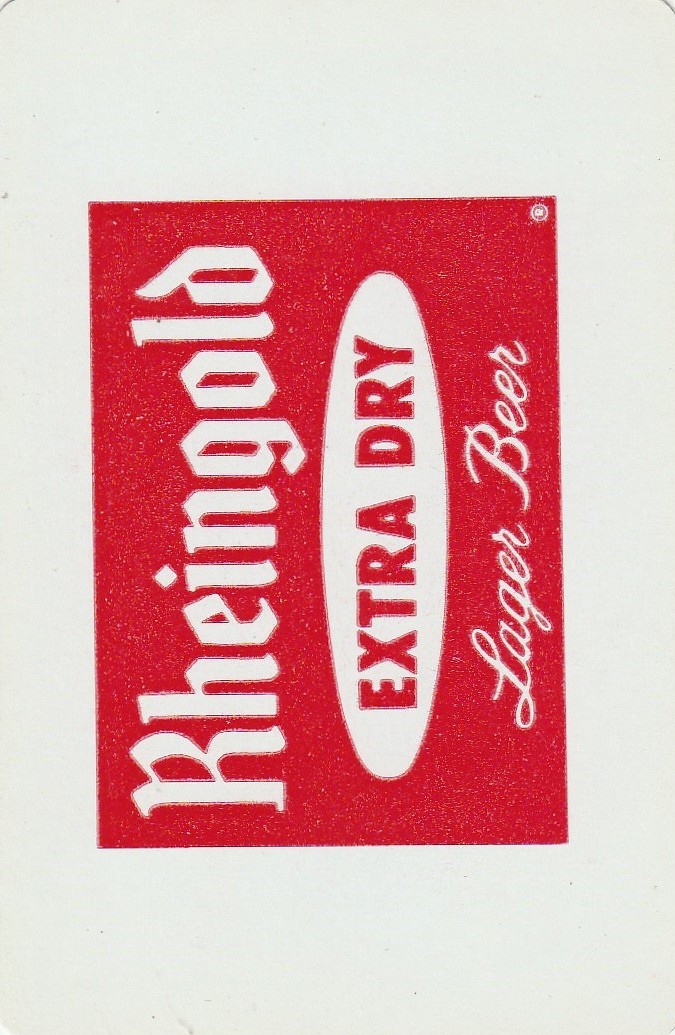 Rheingold
EXTRA DRY
Lager Beer
®